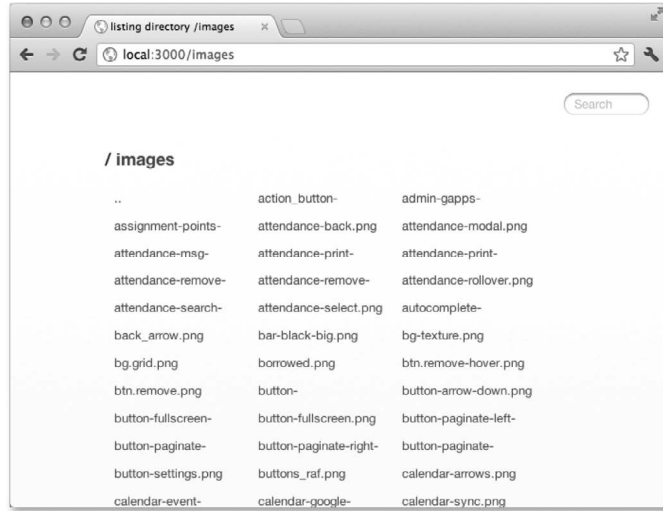 listing directory /images
local:3000/images
Search
/ images
.. action_button- admin-gapps-
assignment-points- attendance-back.png attendance-modal.png
attendance-msg- attendance-print- attendance-print-
attendance-remove- attendance-remove- attendance-rollover.png
attendance-search- attendance-select.png autocomplete-
back_arrow.png bar-black-big.png bg-texture.png
bg.grid.png borrowed.png btn.remove-hover.png
btn.remove.png button- button-arrow-down.png
button-fullscreen- button-fullscreen.png button-paginate-left-
button-paginate- button-paginate-right- button-paginate-
button-settings.png buttons_raf.png calendar-arrows.png
calendar-event- calendar-google- calendar-sync.png